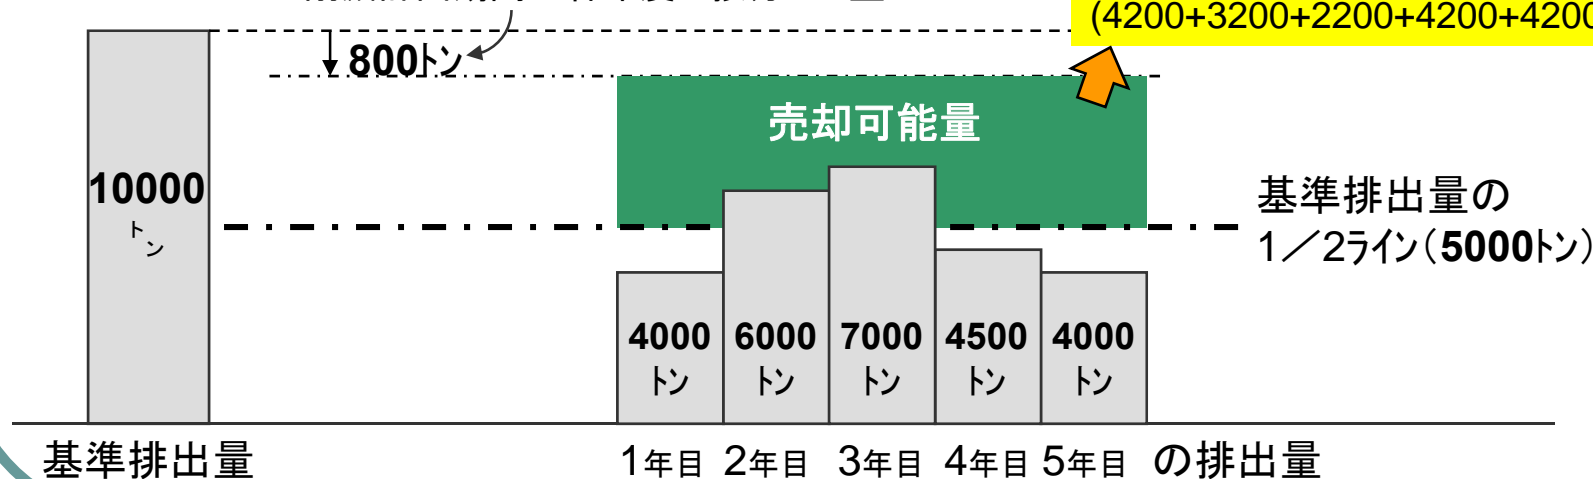 (4200+3200+2200+4200+4200
800トン
売却可能量
10000
トン
基準排出量の
1／2ライン（5000トン）
4000
トン
6000
トン
7000
トン
4500
トン
4000
トン
基準排出量
1年目 2年目 3年目 4年目 5年目 の排出量